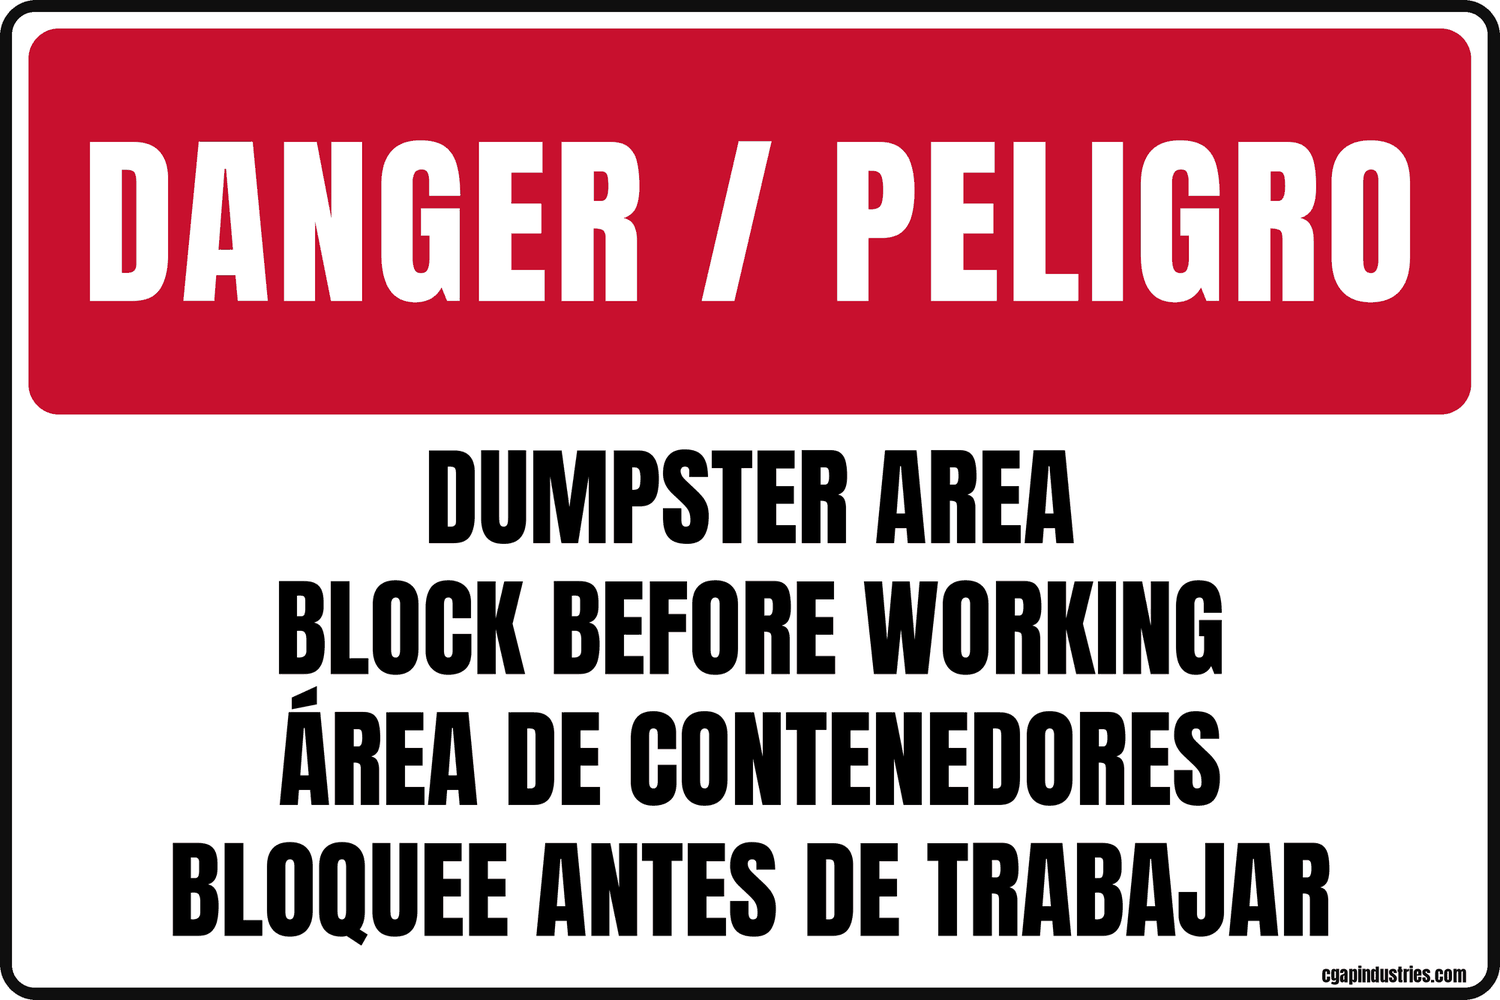 DANGER / PELIGRO
DUMPSTER AREA
BLOCK BEFORE WORKING
ÁREA DE CONTENEDORES
BLOQUEE ANTES DE TRABAJAR
cgapindustries.com